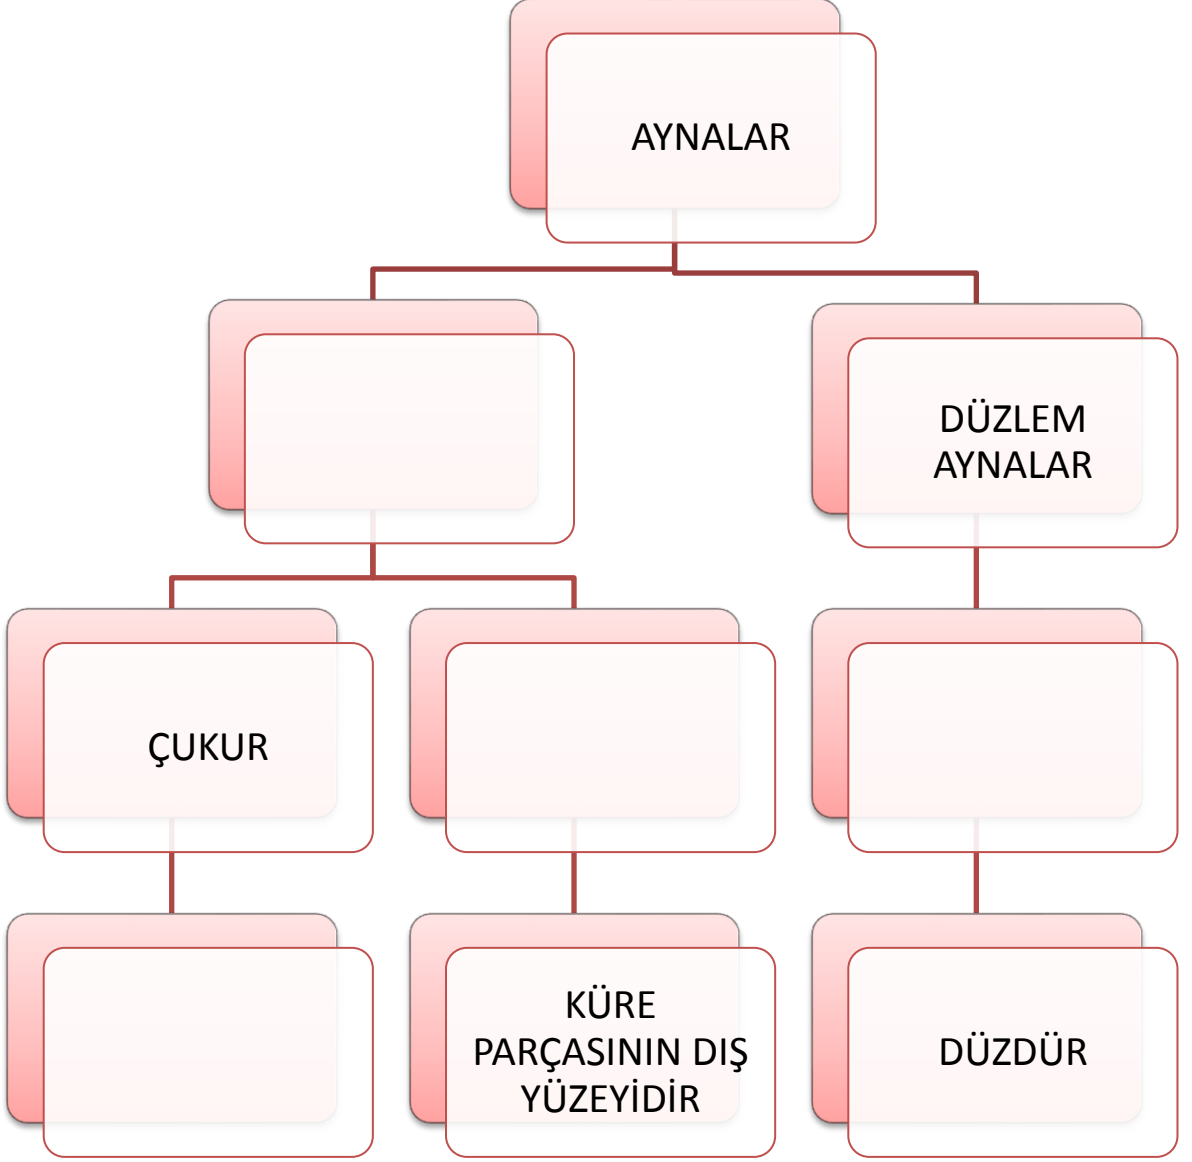 AYNALAR
DÜZLEM
AYNALAR
ÇUKUR
KÜRE
PARÇASININ DIŞ
YÜZEYİDİR
DÜZDÜR